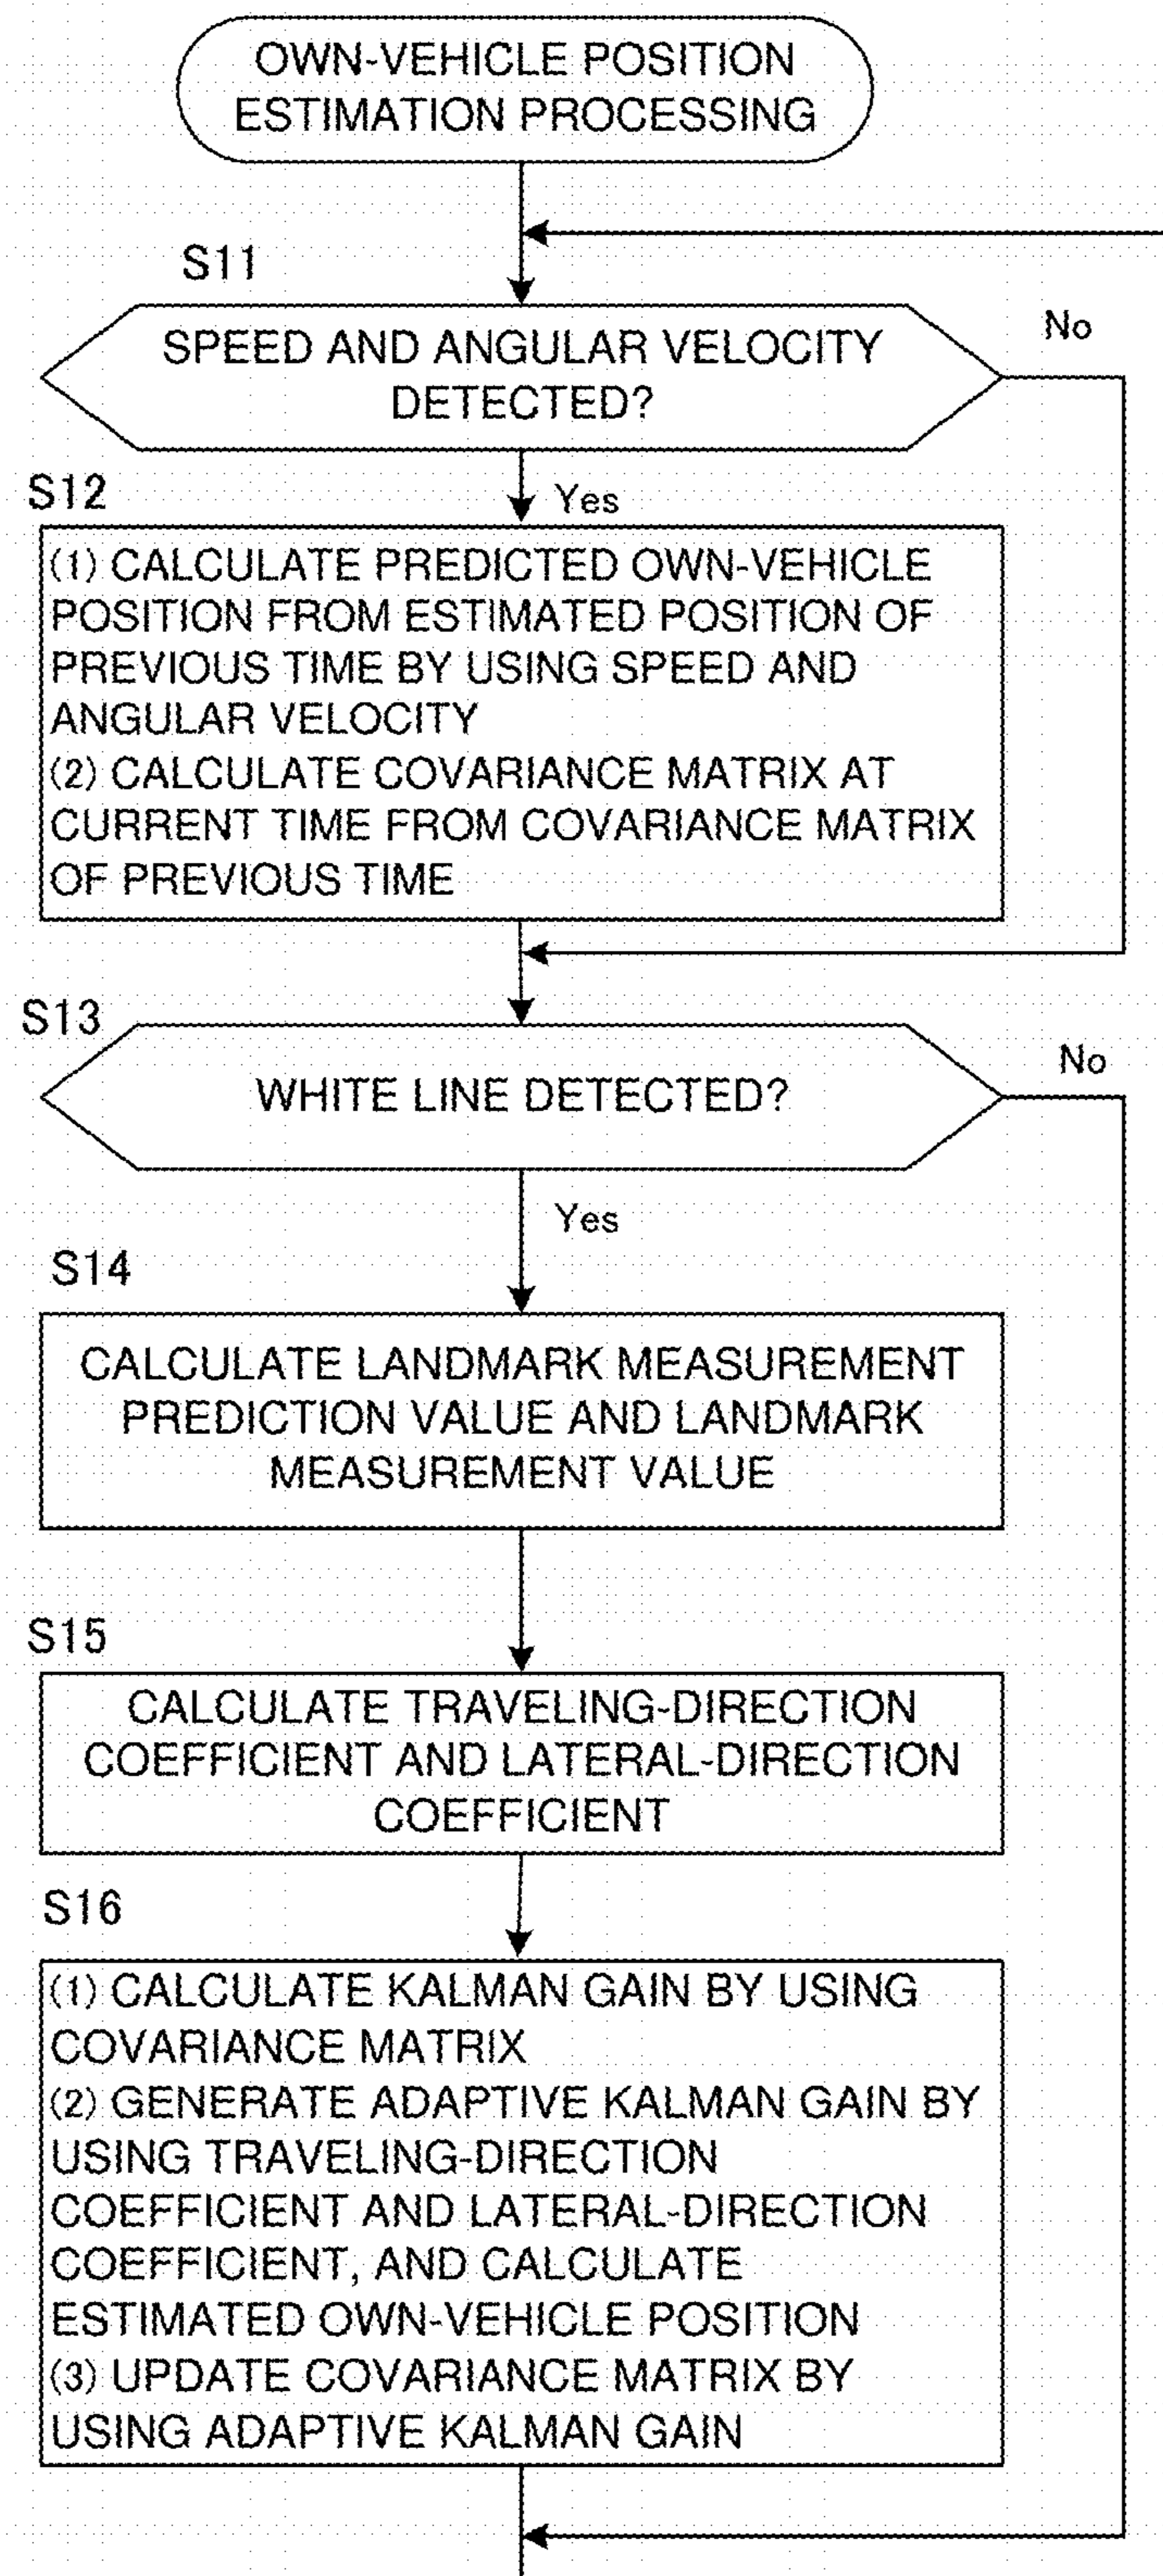 OWN-VEHICLE POSITION
ESTIMATION PROCESSING
S11
SPEED AND ANGULAR VELOCITY
DETECTED?
No
Yes
S12
(1) CALCULATE PREDICTED OWN-VEHICLE
POSITION FROM ESTIMATED POSITION OF
PREVIOUS TIME BY USING SPEED AND
ANGULAR VELOCITY
(2) CALCULATE COVARIANCE MATRIX AT
CURRENT TIME FROM COVARIANCE MATRIX
OF PREVIOUS TIME
S13
WHITE LINE DETECTED?
No
Yes
S14
CALCULATE LANDMARK MEASUREMENT
PREDICTION VALUE AND LANDMARK
MEASUREMENT VALUE
S15
CALCULATE TRAVELING-DIRECTION
COEFFICIENT AND LATERAL-DIRECTION
COEFFICIENT
S16
(1) CALCULATE KALMAN GAIN BY USING
COVARIANCE MATRIX
(2) GENERATE ADAPTIVE KALMAN GAIN BY
USING TRAVELING-DIRECTION
COEFFICIENT AND LATERAL-DIRECTION
COEFFICIENT, AND CALCULATE
ESTIMATED OWN-VEHICLE POSITION
(3) UPDATE COVARIANCE MATRIX BY
USING ADAPTIVE KALMAN GAIN